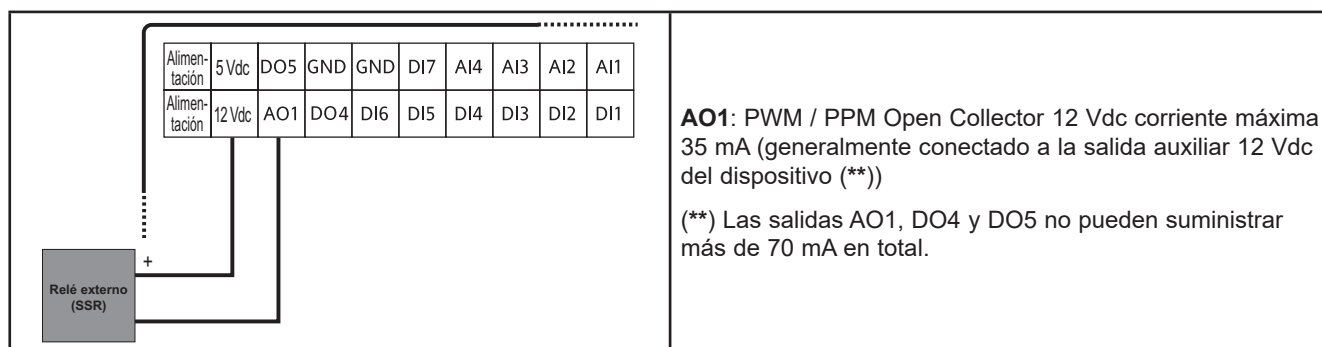 Alimen-
tación 5 Vdc DO5 GND GND DI7 AI4 AI3 AI2 AI1
Alimen-
tación 12 Vdc AO1 DO4 DI6 DI5 DI4 DI3 DI2 DI1
+
Relé externo
(SSR)
AO1: PWM / PPM Open Collector 12 Vdc corriente máxima
35 mA (generalmente conectado a la salida auxiliar 12 Vdc
del dispositivo (**))
(**) Las salidas AO1, DO4 y DO5 no pueden suministrar
más de 70 mA en total.